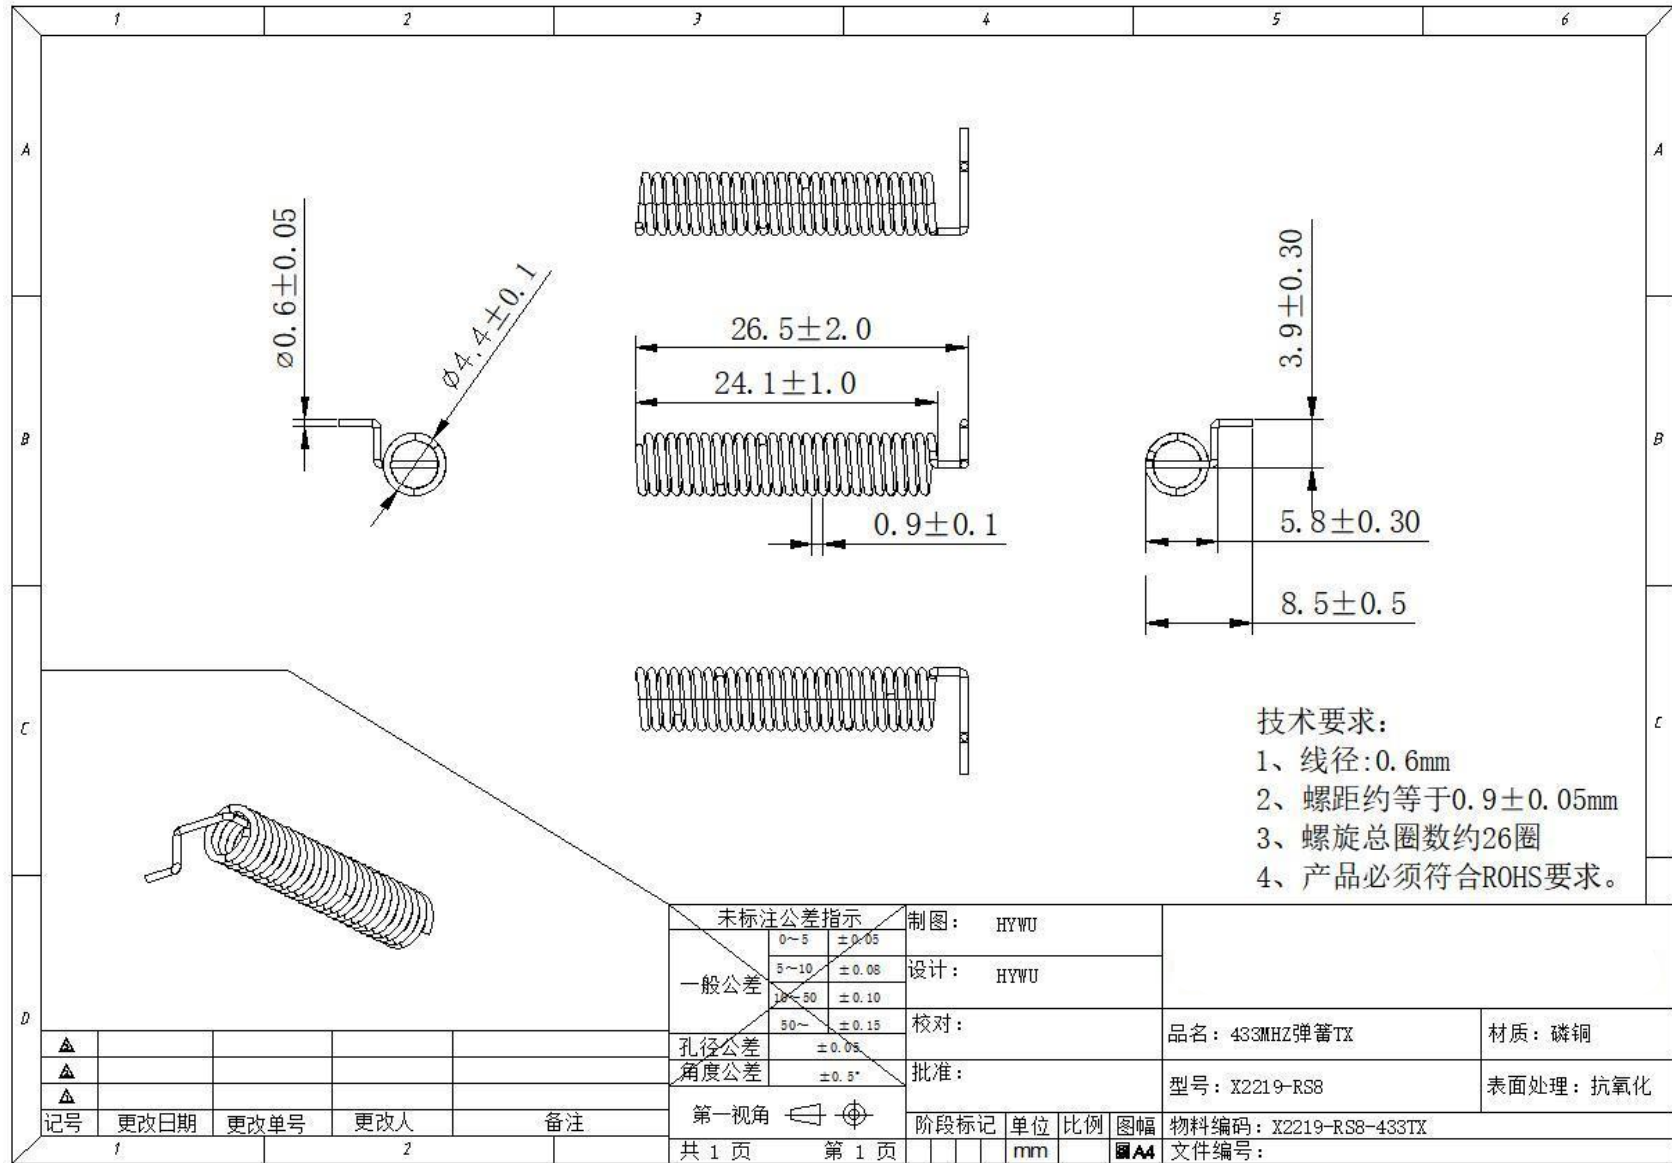 1 2 3 4 5 6
A A
ø0.6±0.05
ϕ4.4±0.1
26.5±2.0
24.1±1.0
3.9±0.30
B B
0.9±0.1
5.8±0.30
8.5±0.5
C C
技术要求：
1、线径:0.6mm
2、螺距约等于0.9±0.05mm
3、螺旋总圈数约26圈
4、产品必须符合ROHS要求。
D
未标注公差指示
一般公差
0~5 ±0.05
5~10 ±0.08
10~50 ±0.10
50~ ±0.15
孔径公差 ±0.05
角度公差 ±0.5°
第一视角
共 1 页 第 1 页
制图： HYWU
设计： HYWU
校对：
批准：
阶段标记 单位 比例 图幅
mm A4
品名：433MHZ弹簧TX 材质：磷铜
型号：X2219-RS8 表面处理：抗氧化
物料编码：X2219-RS8-433TX
文件编号：
记号 更改日期 更改单号 更改人 备注
1 2